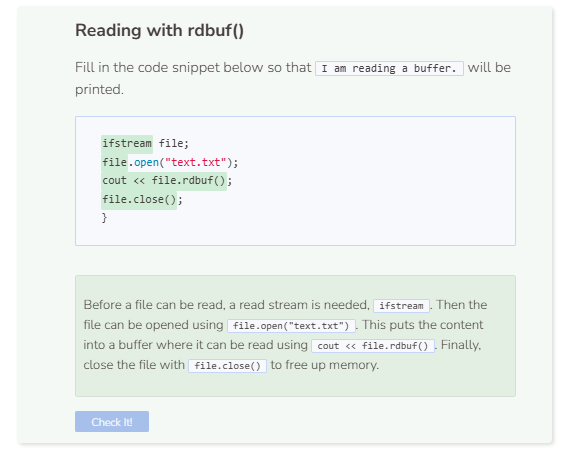 Reading with rdbuf()
Fill in the code snippet below so that I am reading a buffer. will be
printed.
ifstream file;
file.open("text.txt");
cout << file.rdbuf();
file.close();
}
Before a file can be read, a read stream is needed, ifstream . Then the
file can be opened using file.open("text.txt") . This puts the content
into a buffer where it can be read using cout << file.rdbuf() . Finally,
close the file with file.close() to free up memory.
Check It!